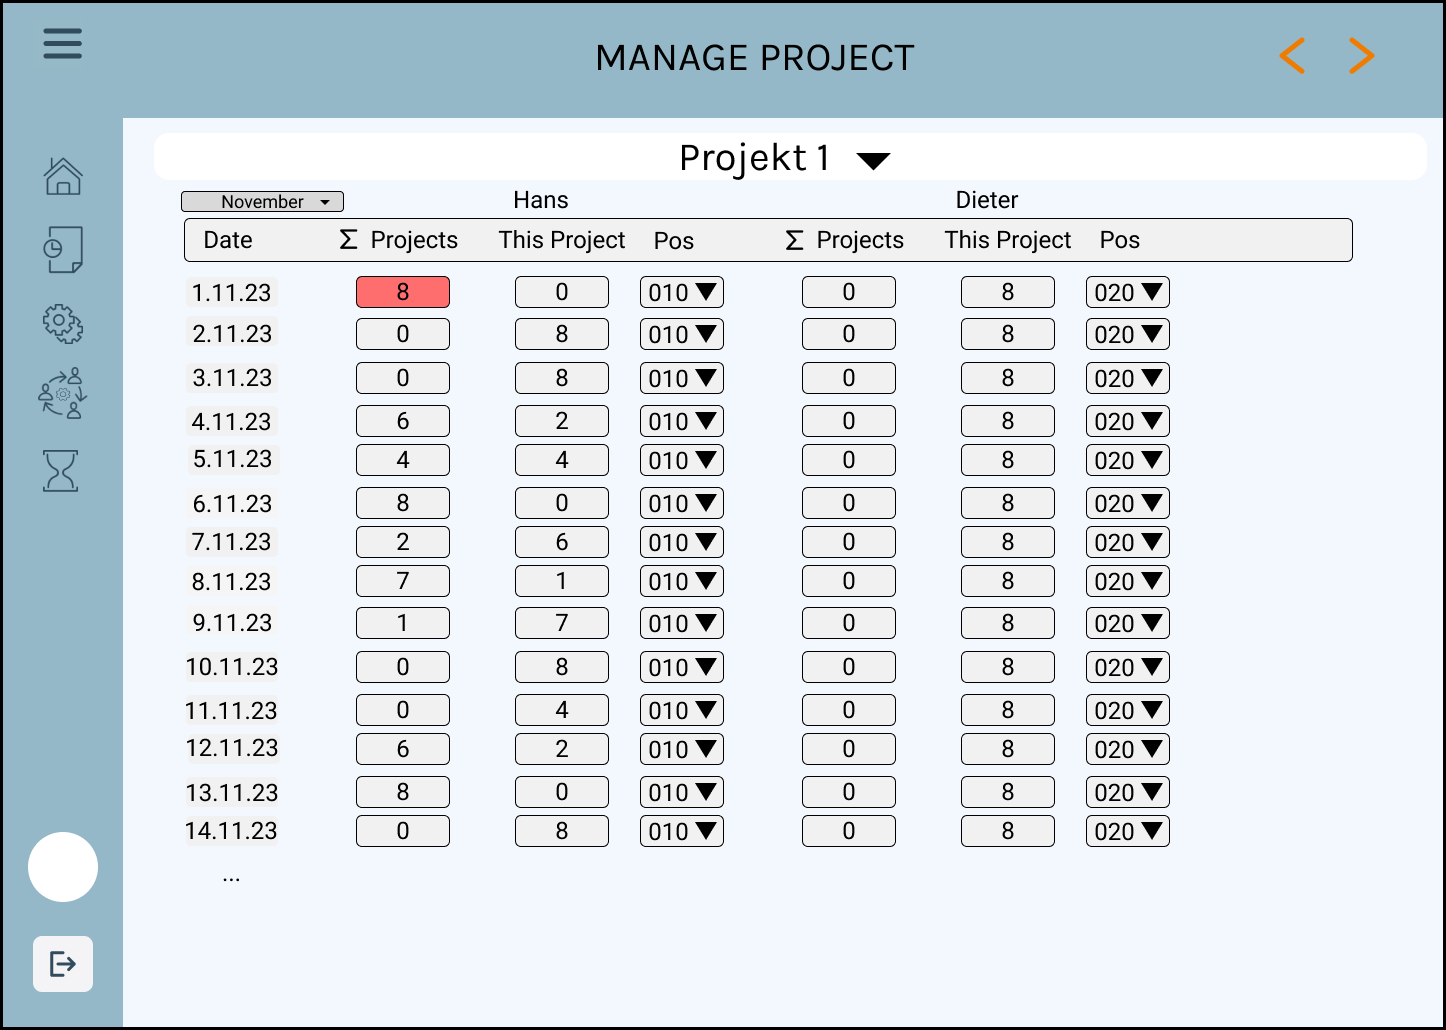 MANAGE PROJECT
Projekt 1
November Hans Dieter
Date Σ Projects This Project Pos Σ Projects This Project Pos
1.11.23 8 0 010 0 8 020
2.11.23 0 8 010 0 8 020
3.11.23 0 8 010 0 8 020
4.11.23 6 2 010 0 8 020
5.11.23 4 4 010 0 8 020
6.11.23 8 0 010 0 8 020
7.11.23 2 6 010 0 8 020
8.11.23 7 1 010 0 8 020
9.11.23 1 7 010 0 8 020
10.11.23 0 8 010 0 8 020
11.11.23 0 4 010 0 8 020
12.11.23 6 2 010 0 8 020
13.11.23 8 0 010 0 8 020
14.11.23 0 8 010 0 8 020
...